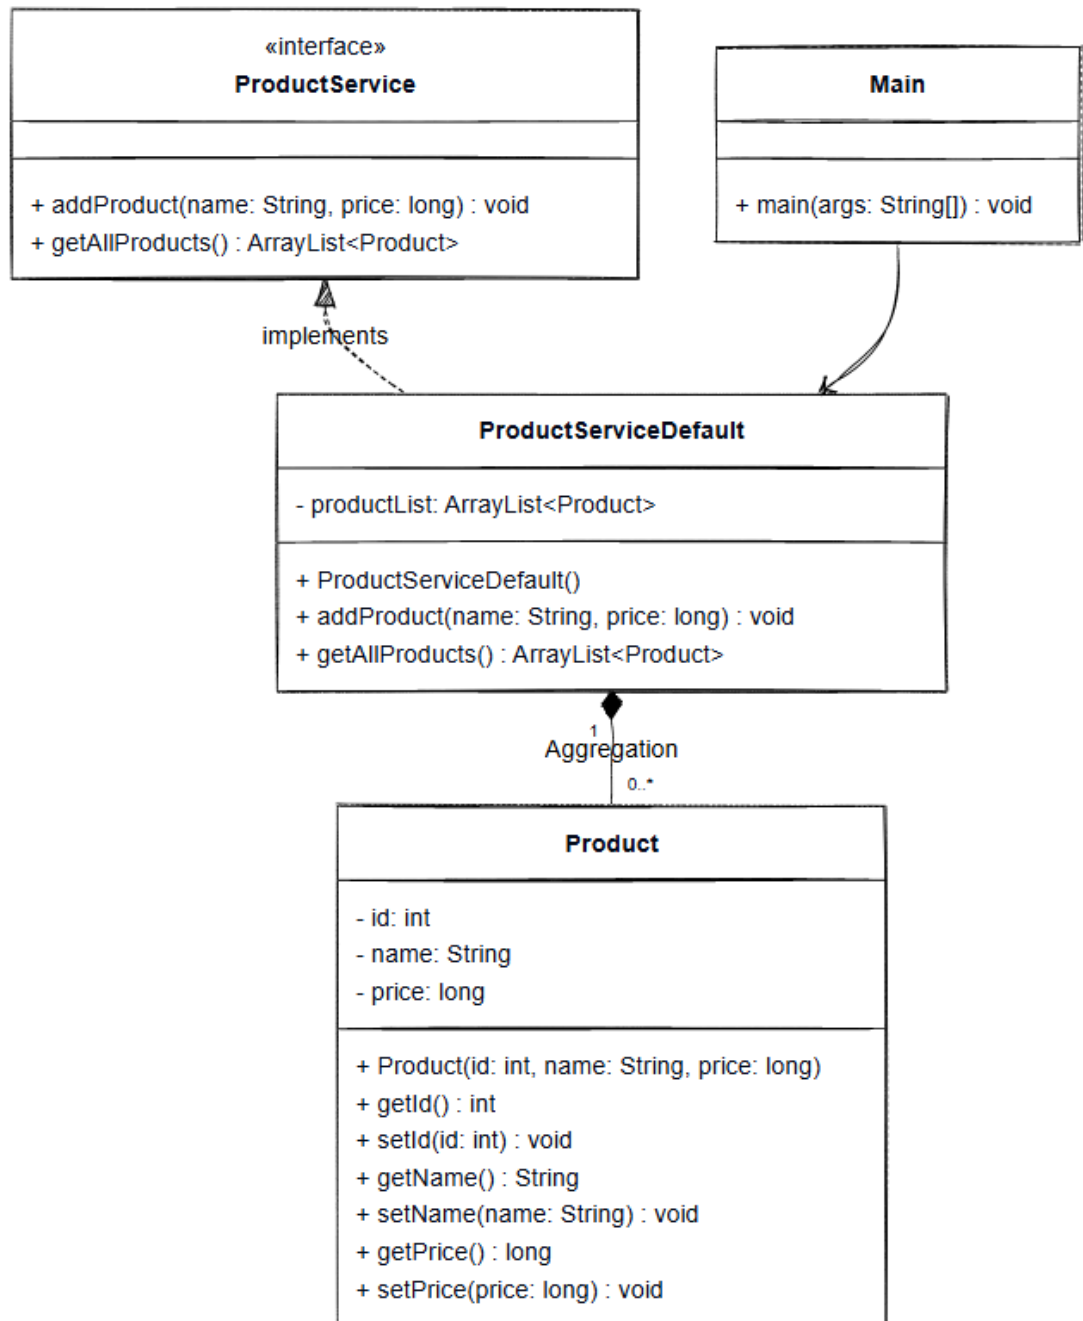 «interface»
ProductService
+ addProduct(name: String, price: long) : void
+ getAllProducts() : ArrayList<Product>
Main
+ main(args: String[]) : void
implements
ProductServiceDefault
- productList: ArrayList<Product>
+ ProductServiceDefault()
+ addProduct(name: String, price: long) : void
+ getAllProducts() : ArrayList<Product>
1
Aggregation
0..*
Product
- id: int
- name: String
- price: long
+ Product(id: int, name: String, price: long)
+ getId() : int
+ setId(id: int) : void
+ getName() : String
+ setName(name: String) : void
+ getPrice() : long
+ setPrice(price: long) : void